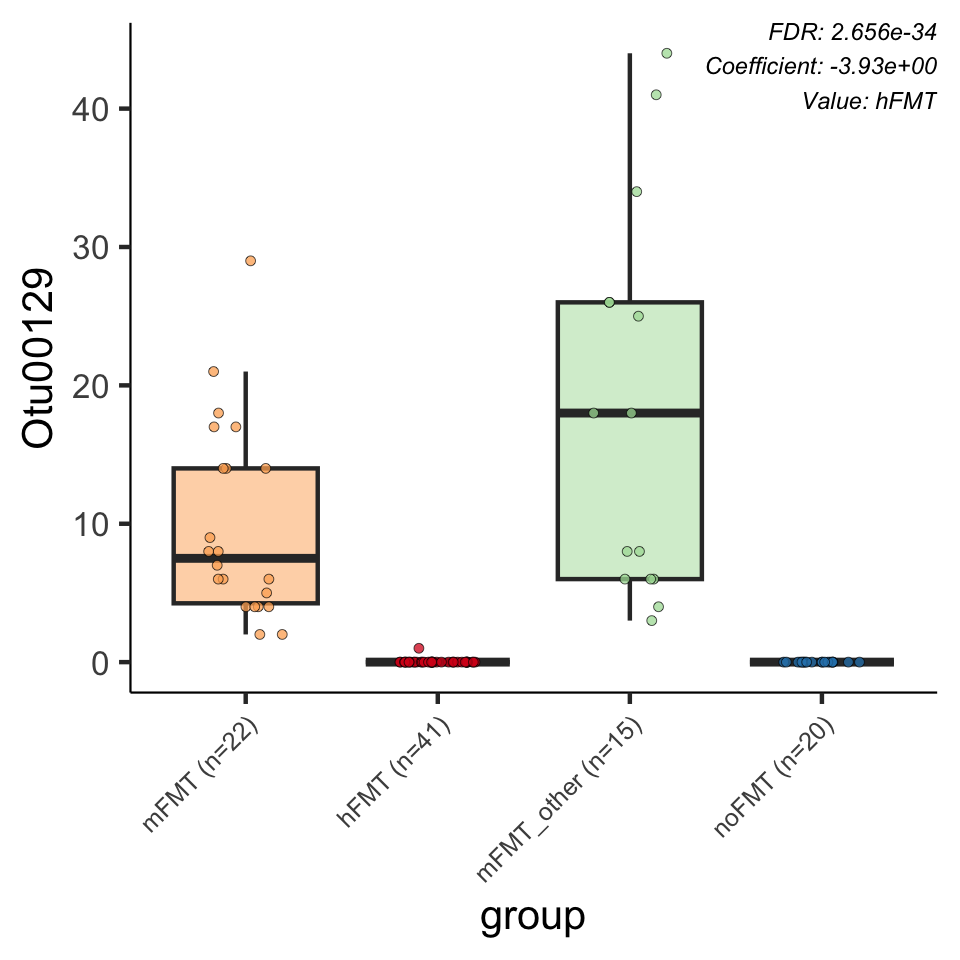 FDR: 2.656e-34
Coefficient: -3.93e+00
Value: hFMT
Otu00129
40
30
20
10
0
mFMT (n=22)
hFMT (n=41)
mFMT_other (n=15)
noFMT (n=20)
group